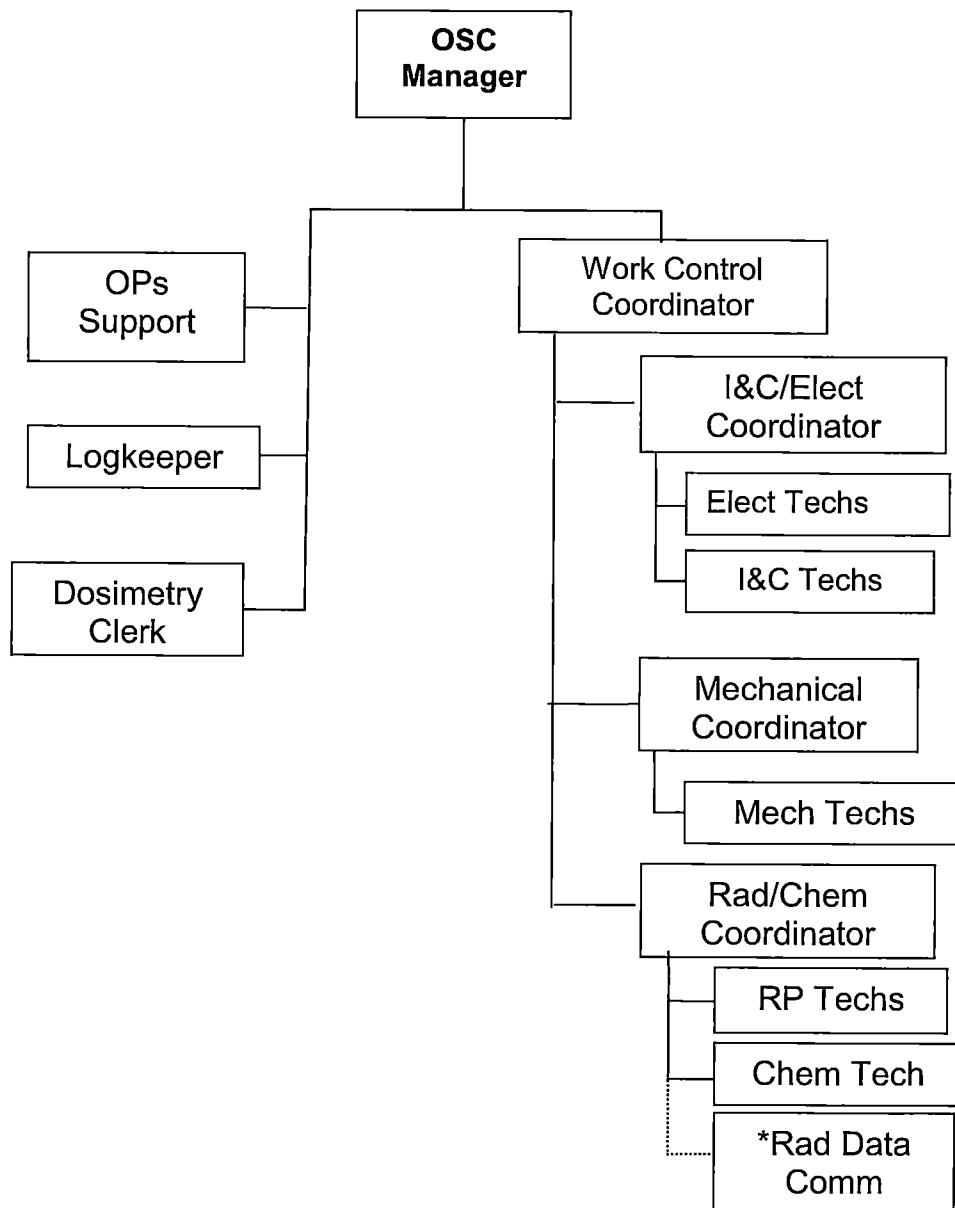 OSC
Manager
OPs
Support
Logkeeper
Dosimetry
Clerk
Work Control
Coordinator
I&C/Elect
Coordinator
Elect Techs
I&C Techs
Mechanical
Coordinator
Mech Techs
Rad/Chem
Coordinator
RP Techs
Chem Tech
*Rad Data
Comm